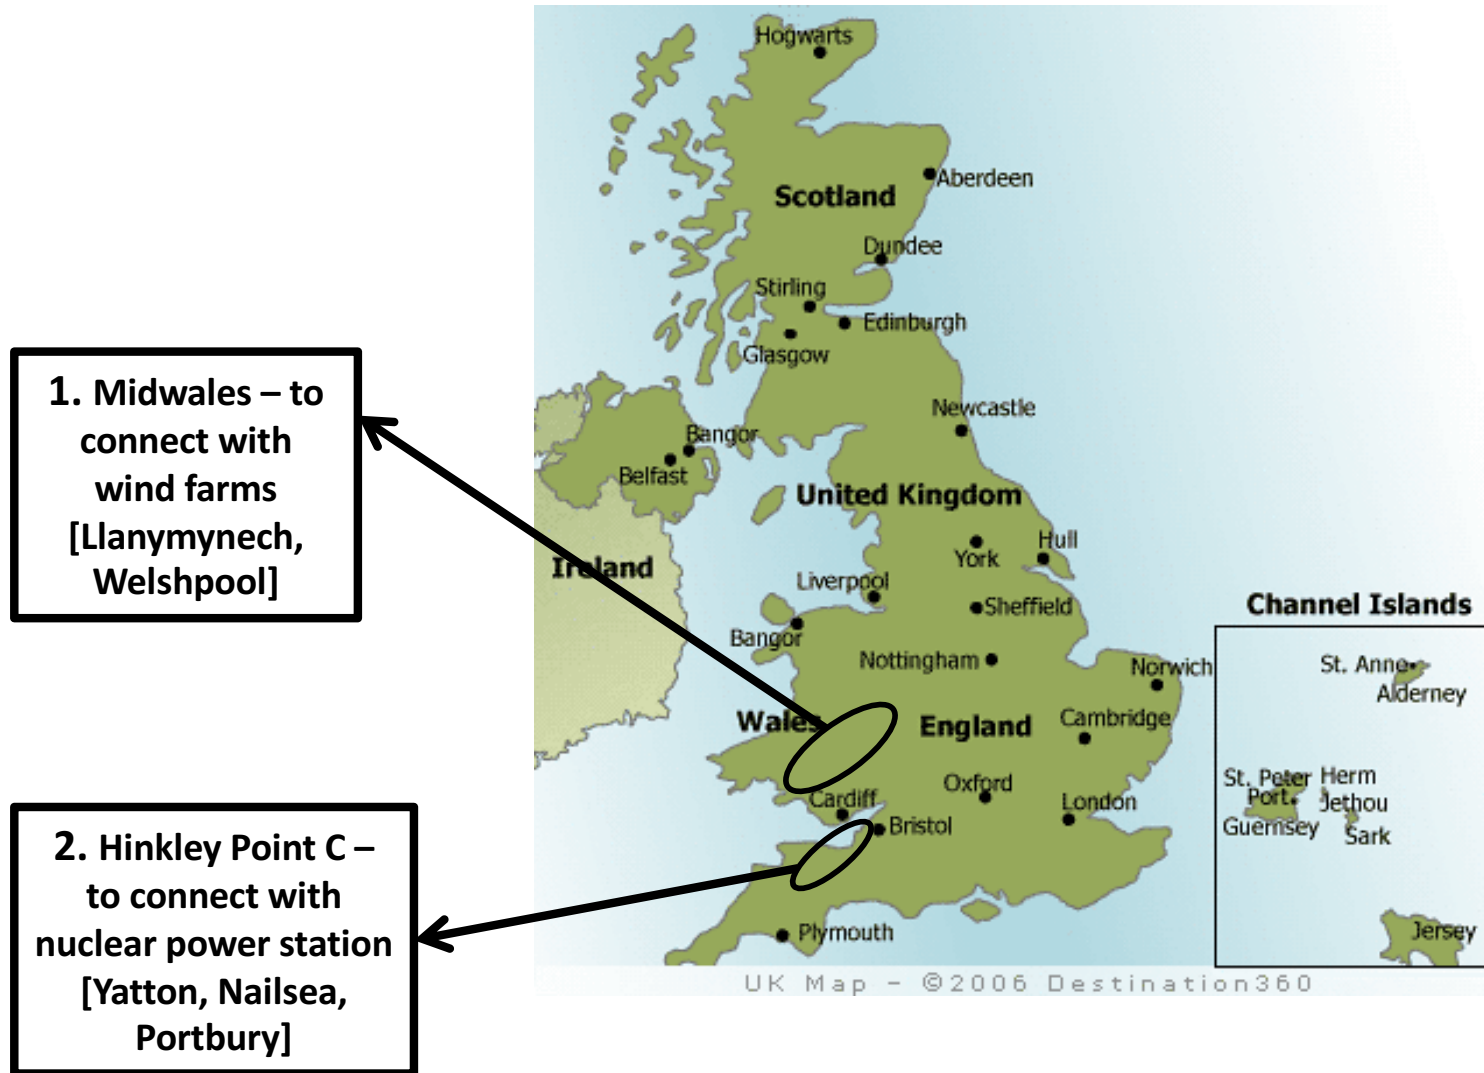 Hogwarts
Aberdeen
Scotland
Dundee
Stirling
Edinburgh
Glasgow
1. Midwales – to
connect with
wind farms
[Llanymynech,
Welshpool]
Newcastle
Bangor
Belfast
United Kingdom
York
Hull
Ireland
Liverpool
Sheffield
Bangor
Nottingham
Norwich
Wales
England
Cambridge
Cardiff
Oxford
London
Bristol
Plymouth
Channel Islands
St. Anne
Alderney
St. Peter
Port
Herm
Jethou
Guernsey
Sark
Jersey
2. Hinkley Point C –
to connect with
nuclear power station
[Yatton, Nailsea,
Portbury]
UK Map - ©2006 Destination360